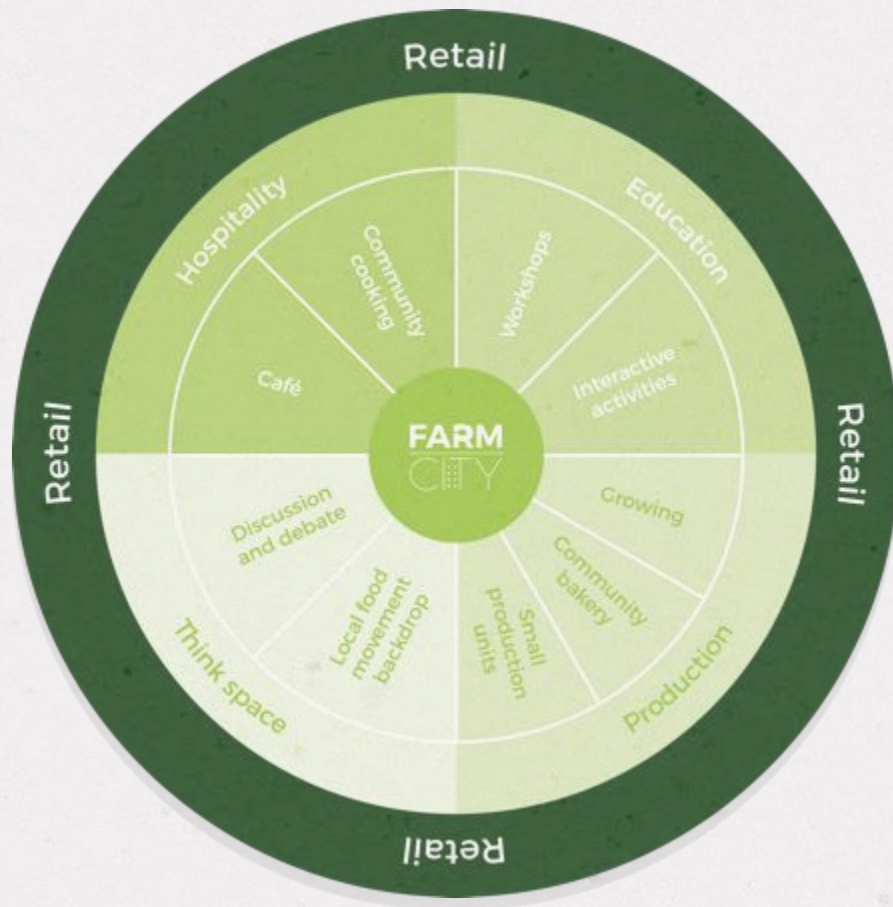 Retail
Hospitality
Education
Community
cooking
Workshops
Café
Interactive
activities
Retail
FARM
CITY
Retail
Discussion
and debate
Growing
Community
bakery
Local food
movement
backdrop
Small
production
units
Think space
Production
Retail